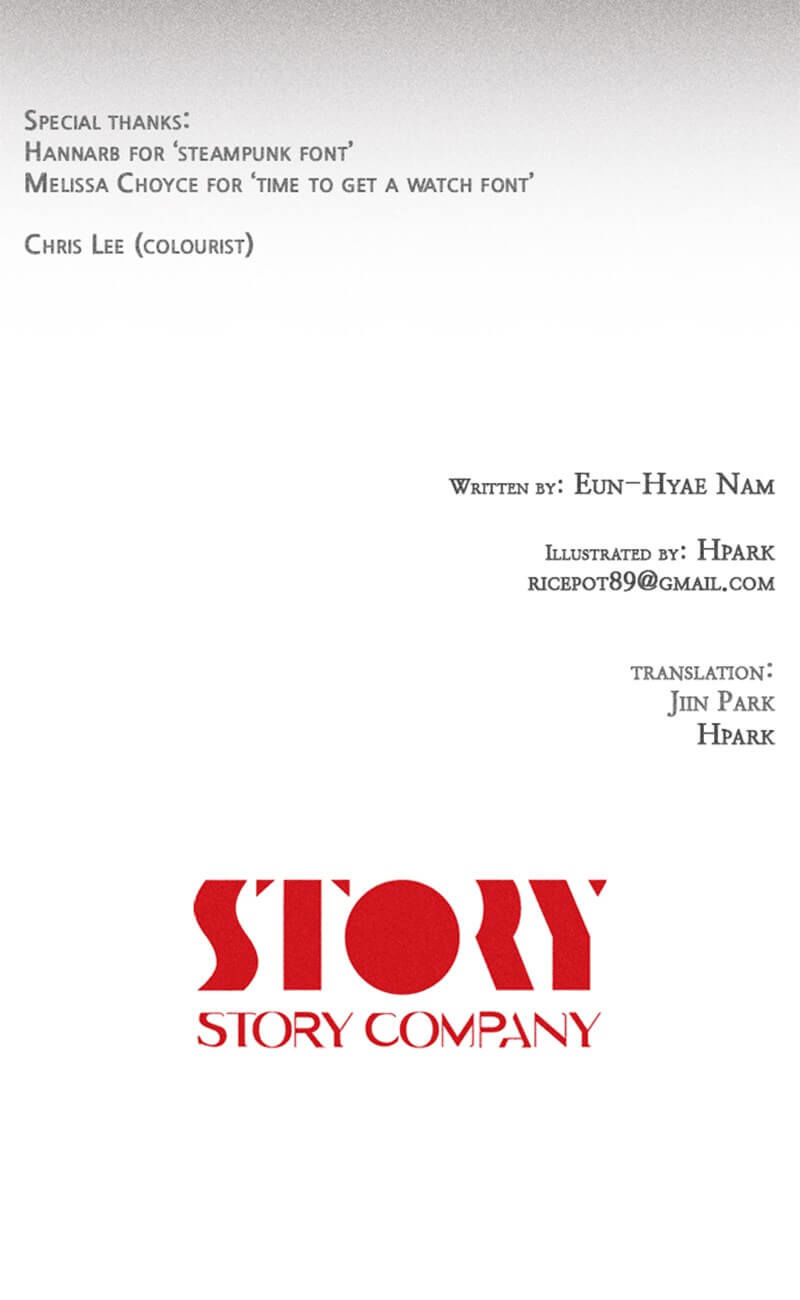 Special thanks:
Hannarb for ‘steampunk font’
Melissa Choyce for ‘time to get a watch font’
Chris Lee (colourist)
Written by: Eun-Hyae Nam
Illustrated by: Hpark
ricepot89@gmail.com
translation:
Jiin Park
Hpark
STORY
STORY COMPANY